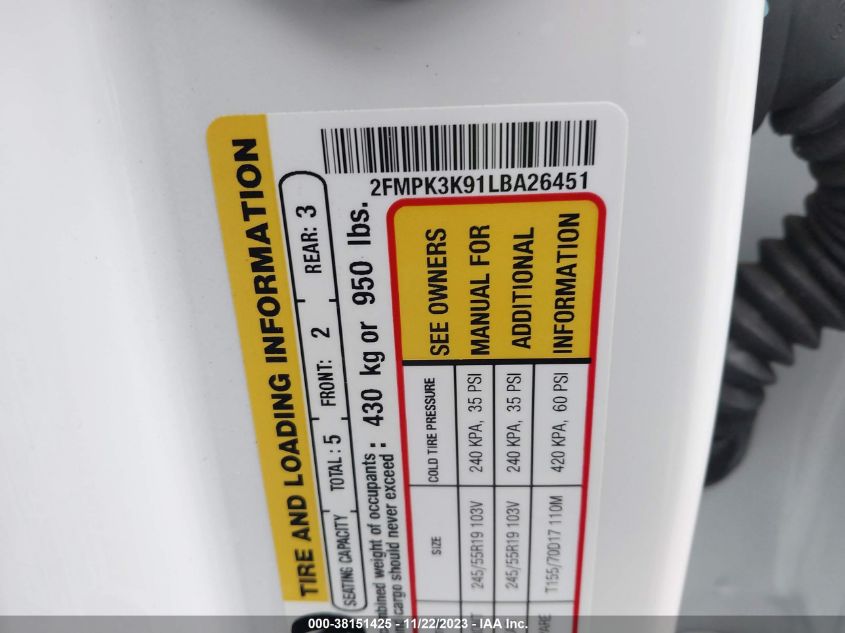 TIRE AND LOADING INFORMATION
SEATING CAPACITY TOTAL: 5 FRONT: 2 REAR: 3
weight of occupants : 430 kg or 950 lbs.
cargo should never exceed :
2FMPK3K91LBA26451
SIZE COLD TIRE PRESSURE SEE OWNERS
245/55R19 103V 240 KPA, 35 PSI MANUAL FOR
245/55R19 103V 240 KPA, 35 PSI ADDITIONAL
T155/70D17 110M 420 KPA, 60 PSI INFORMATION
000-38151425 - 11/22/2023 - IAA Inc.